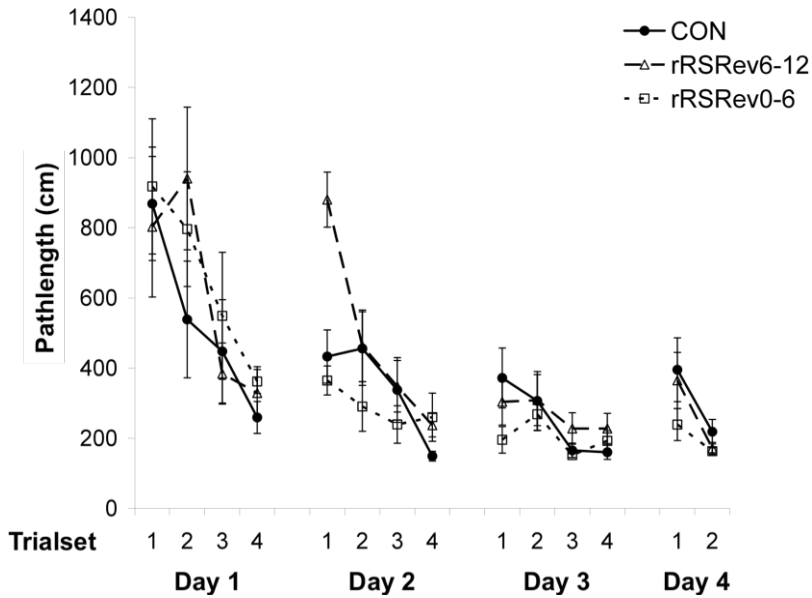 1400
1200
1000
800
600
400
200
0
Pathlength (cm)
CON
rRSRev6-12
rRSRev0-6
Trialset 1 2 3 4 1 2 3 4 1 2 3 4 1 2
Day 1 Day 2 Day 3 Day 4